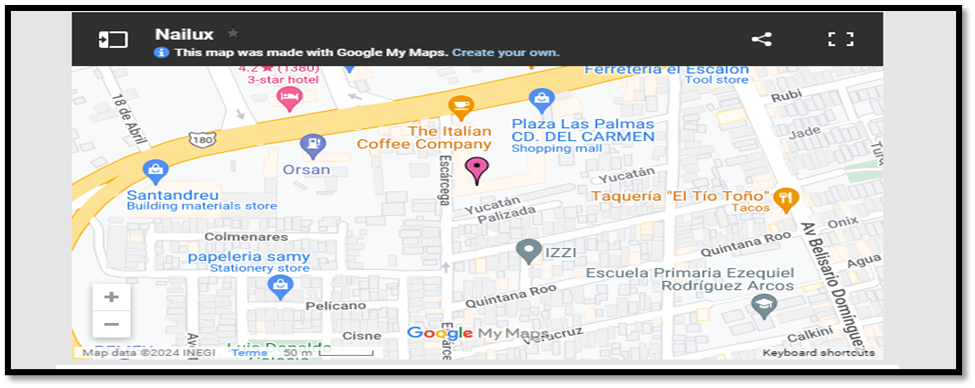 Nailux
This map was made with Google My Maps. Create your own.
4.2★(1380)
3-star hotel
Ferretería el Escalón
Tool store
18 de Abril
180
The Italian
Coffee Company
Plaza Las Palmas
CD. DEL CARMEN
Shopping mall
Rubi
Jade
Orsan
Escárcega
Santandreu
Building materials store
Yucatán
Taquería "El Tío Toño"
Tacos
Yucatán
Palizada
Onix
Av Belisario Domínguez
Colmenares
IZZI
Quintana Roo
papeleria samy
Stationery store
Escuela Primaria Ezequiel
Rodríguez Arcos
Quintana Roo
Pelícano
Calkiní
Cisne
Google My Maps
Veracruz
Escárcega
Av
Luis Donaldo
Map data ©2024 INEGI
Terms
50 m
Keyboard shortcuts